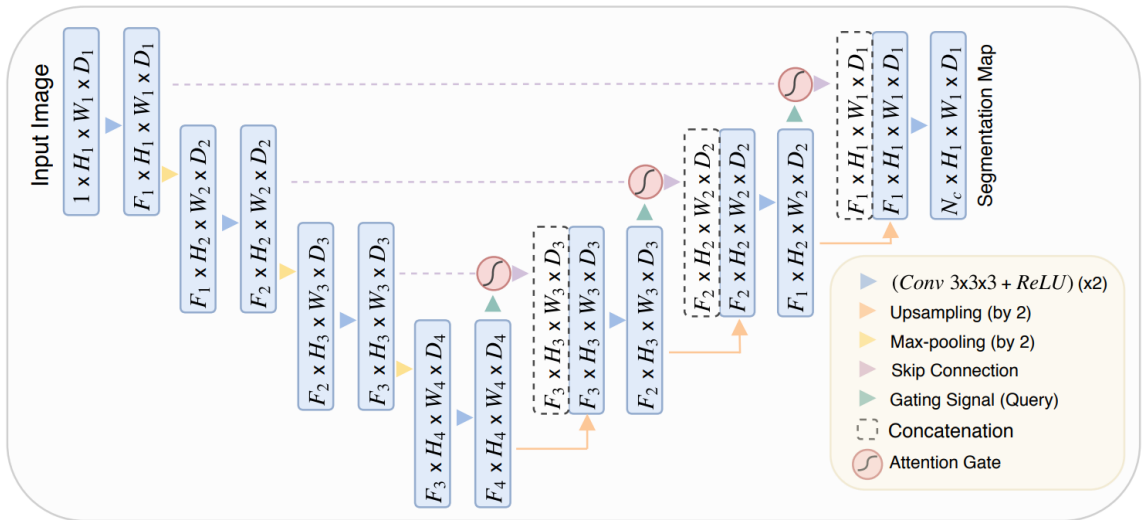 Input Image
1 x H₁ x W₁ x D₁
F₁ x H₁ x W₁ x D₁
F₁ x H₂ x W₂ x D₂
F₂ x H₂ x W₂ x D₂
F₂ x H₃ x W₃ x D₃
F₃ x H₃ x W₃ x D₃
F₃ x H₄ x W₄ x D₄
F₄ x H₄ x W₄ x D₄
F₃ x H₃ x W₃ x D₃
F₃ x H₃ x W₃ x D₃
F₂ x H₃ x W₃ x D₃
F₂ x H₂ x W₂ x D₂
F₂ x H₂ x W₂ x D₂
F₁ x H₂ x W₂ x D₂
F₁ x H₁ x W₁ x D₁
F₁ x H₁ x W₁ x D₁
N_c x H₁ x W₁ x D₁
Segmentation Map
(Conv 3x3x3 + ReLU) (x2)
Upsampling (by 2)
Max-pooling (by 2)
Skip Connection
Gating Signal (Query)
Concatenation
Attention Gate